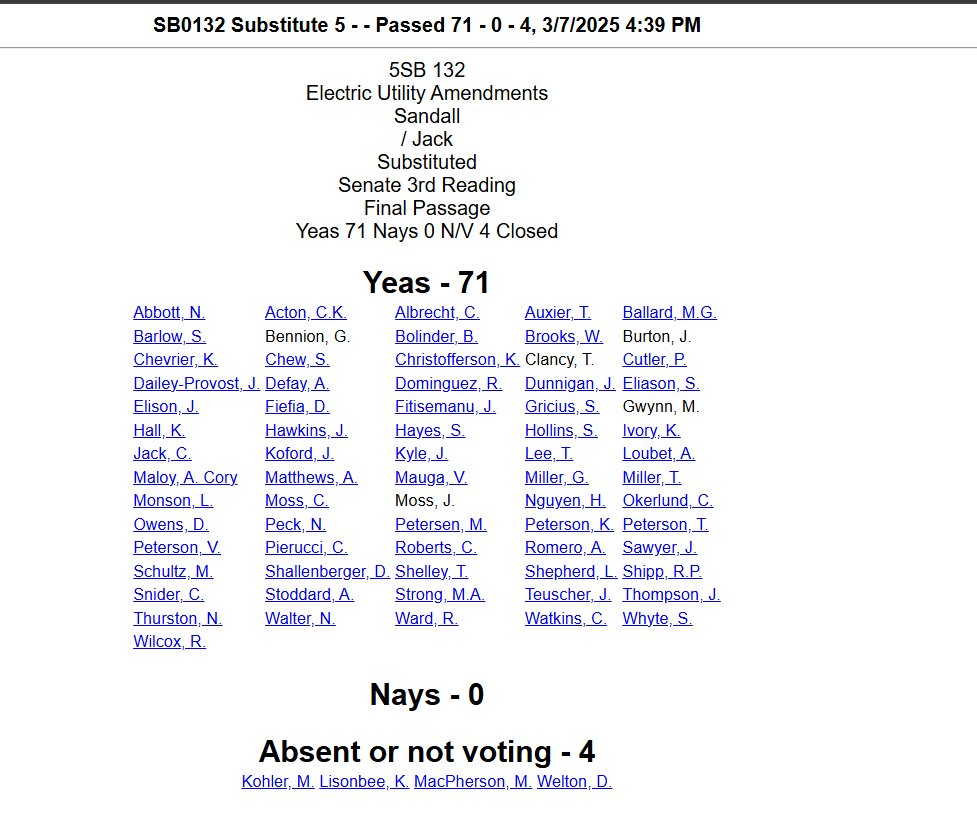 SB0132 Substitute 5 - - Passed 71 - 0 - 4, 3/7/2025 4:39 PM
5SB 132
Electric Utility Amendments
Sandall
/ Jack
Substituted
Senate 3rd Reading
Final Passage
Yeas 71 Nays 0 N/V 4 Closed
Yeas - 71
Abbott, N. Acton, C.K. Albrecht, C. Auxier, T. Ballard, M.G.
Barlow, S. Bennion, G. Bolinder, B. Brooks, W. Burton, J.
Chevrier, K. Chew, S. Christofferson, K. Clancy, T. Cutler, P.
Dailey-Provost, J. Defay, A. Dominguez, R. Dunnigan, J. Eliason, S.
Elison, J. Fiefia, D. Fitisemanu, J. Gricius, S. Gwynn, M.
Hall, K. Hawkins, J. Hayes, S. Hollins, S. Ivory, K.
Jack, C. Koford, J. Kyle, J. Lee, T. Loubet, A.
Maloy, A. Cory Matthews, A. Mauga, V. Miller, G. Miller, T.
Monson, L. Moss, C. Moss, J. Nguyen, H. Okerlund, C.
Owens, D. Peck, N. Petersen, M. Peterson, K. Peterson, T.
Peterson, V. Pierucci, C. Roberts, C. Romero, A. Sawyer, J.
Schultz, M. Shallenberger, D. Shelley, T. Shepherd, L. Shipp, R.P.
Snider, C. Stoddard, A. Strong, M.A. Teuscher, J. Thompson, J.
Thurston, N. Walter, N. Ward, R. Watkins, C. Whyte, S.
Wilcox, R.
Nays - 0
Absent or not voting - 4
Kohler, M. Lisonbee, K. MacPherson, M. Welton, D.